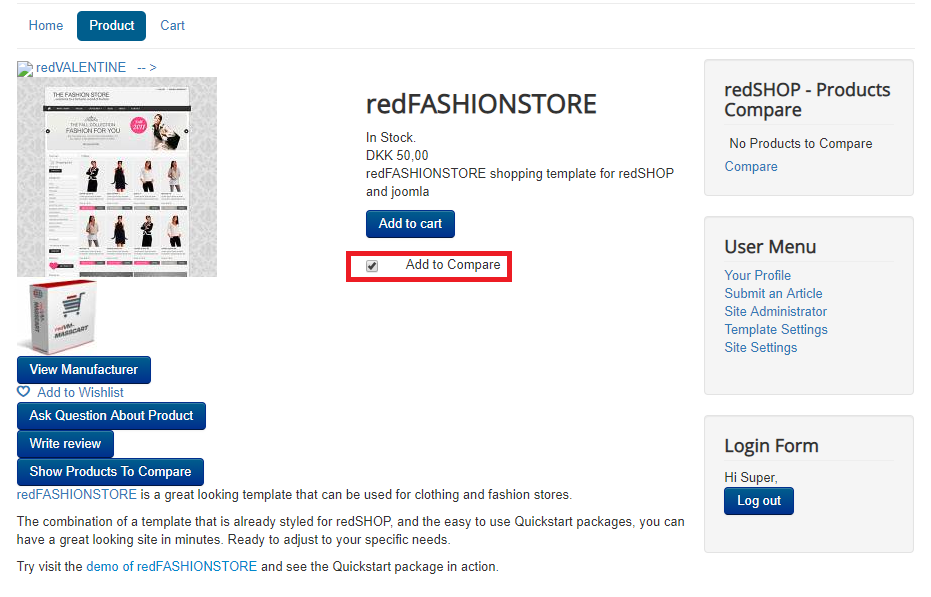 Home Product Cart
redVALENTINE -- >
THE FASHION STORE
THE FALL COLLECTION
FASHION FOR YOU
redFASHIONSTORE
In Stock.
DKK 50,00
redFASHIONSTORE shopping template for redSHOP
and joomla
Add to cart
Add to Compare
redVM-
MASSCART
View Manufacturer
Add to Wishlist
Ask Question About Product
Write review
Show Products To Compare
redFASHIONSTORE is a great looking template that can be used for clothing and fashion stores.
The combination of a template that is already styled for redSHOP, and the easy to use Quickstart packages, you can
have a great looking site in minutes. Ready to adjust to your specific needs.
Try visit the demo of redFASHIONSTORE and see the Quickstart package in action.
redSHOP - Products
Compare
No Products to Compare
Compare
User Menu
Your Profile
Submit an Article
Site Administrator
Template Settings
Site Settings
Login Form
Hi Super,
Log out